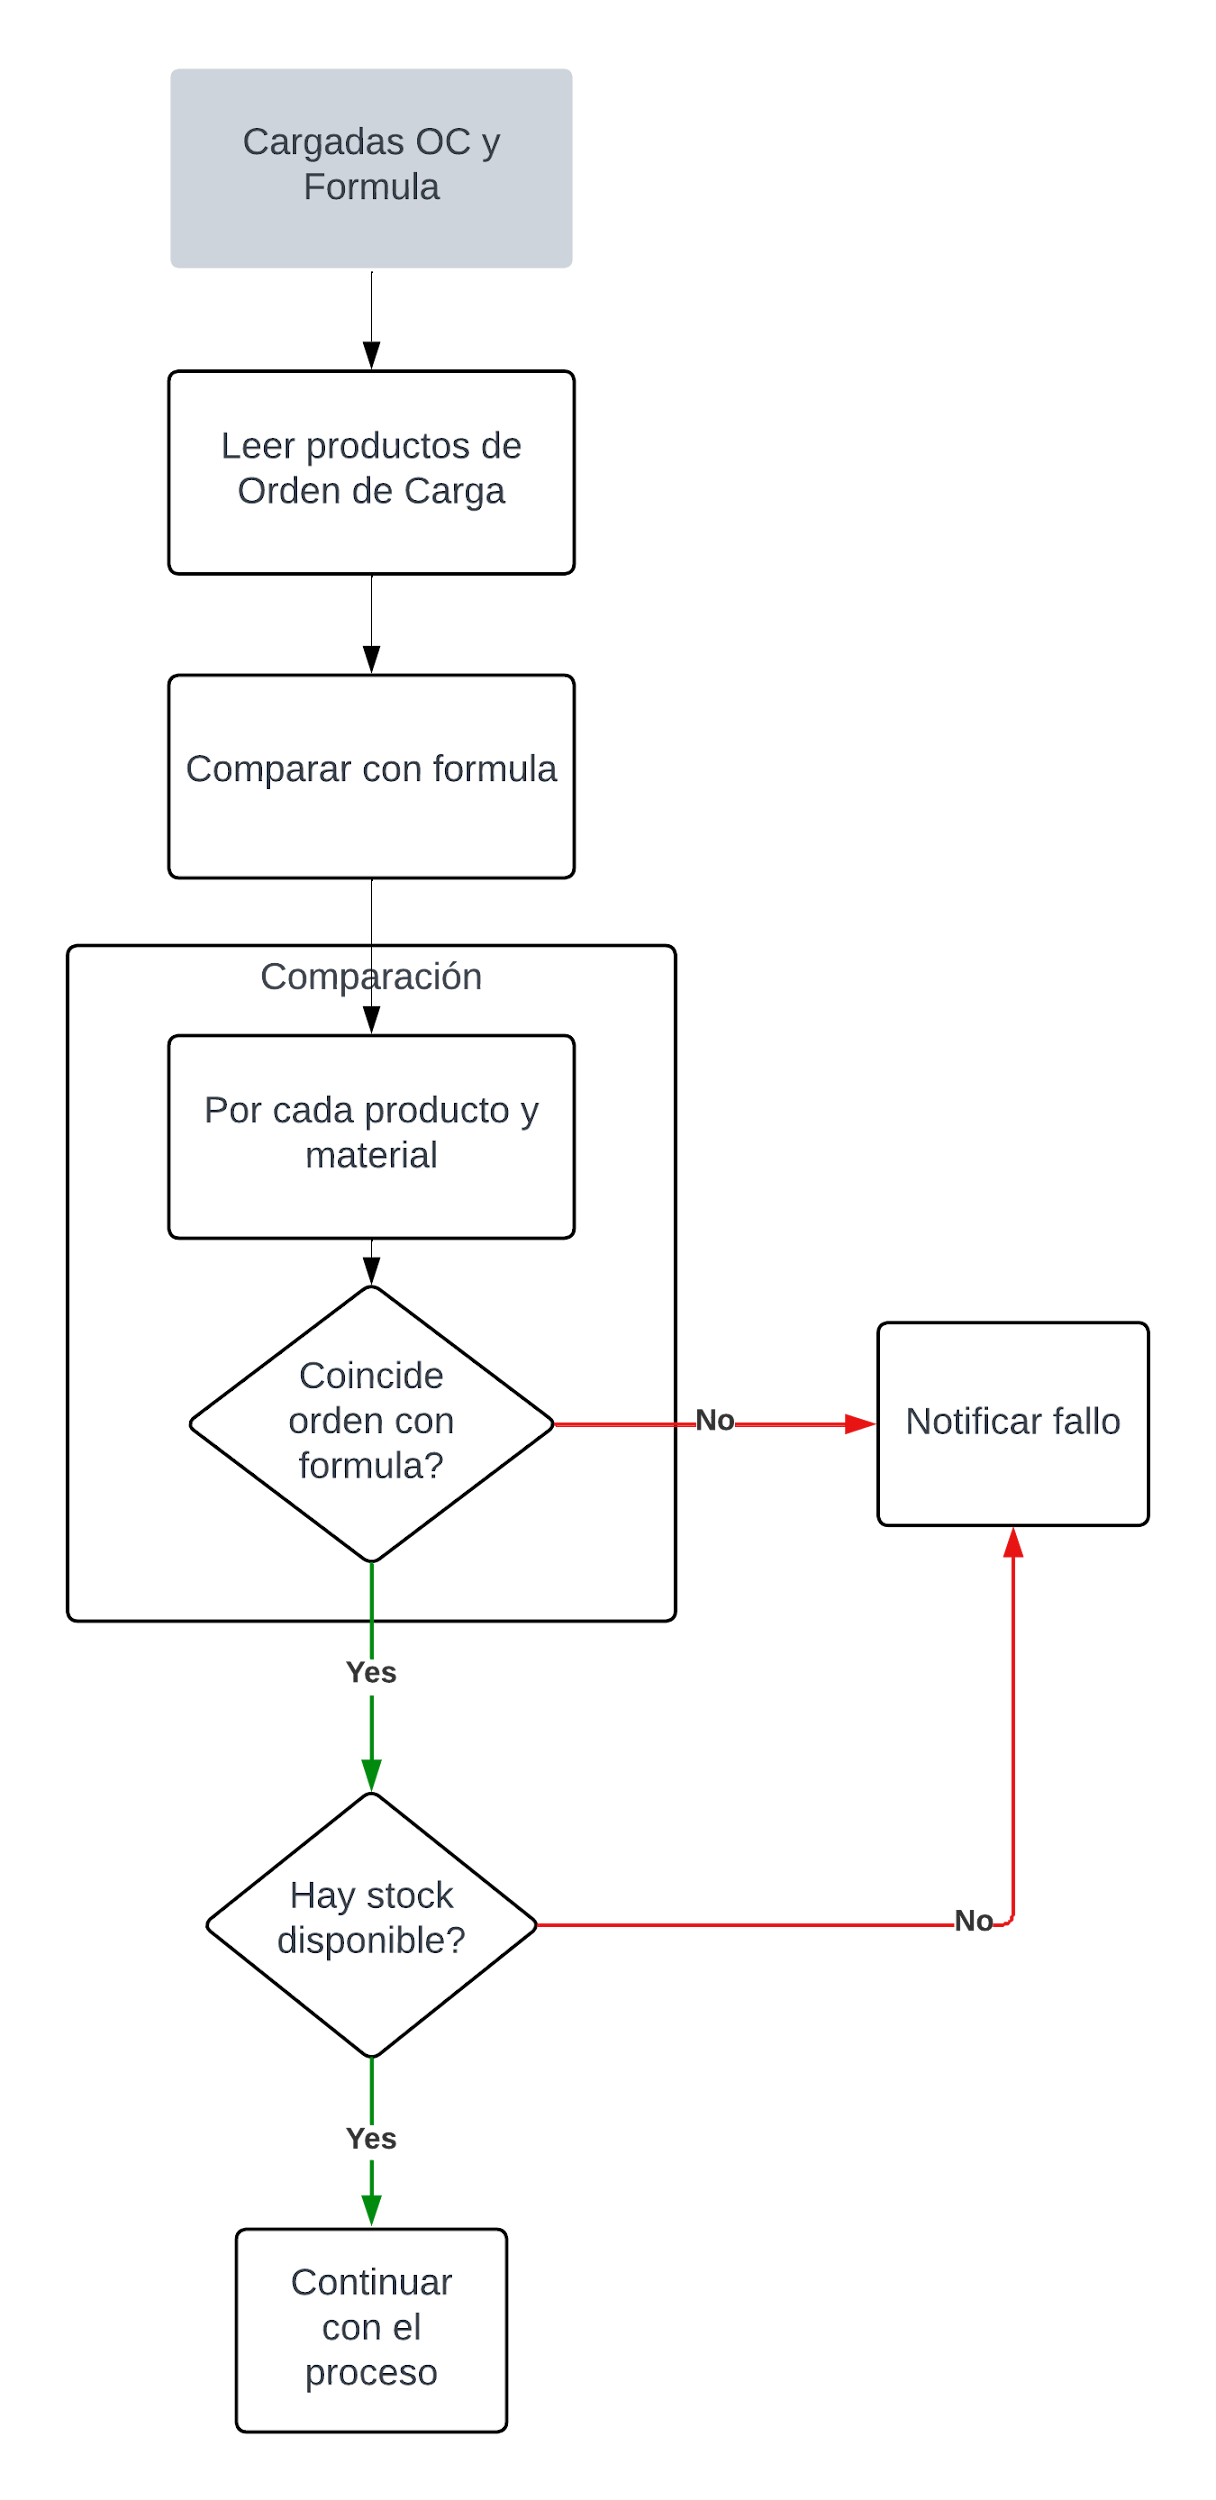 Cargadas OC y
Formula
Leer productos de
Orden de Carga
Comparar con formula
Comparación
Por cada producto y
material
Coincide
orden con
formula?
No
Notificar fallo
Yes
Hay stock
disponible?
No
Yes
Continuar
con el
proceso